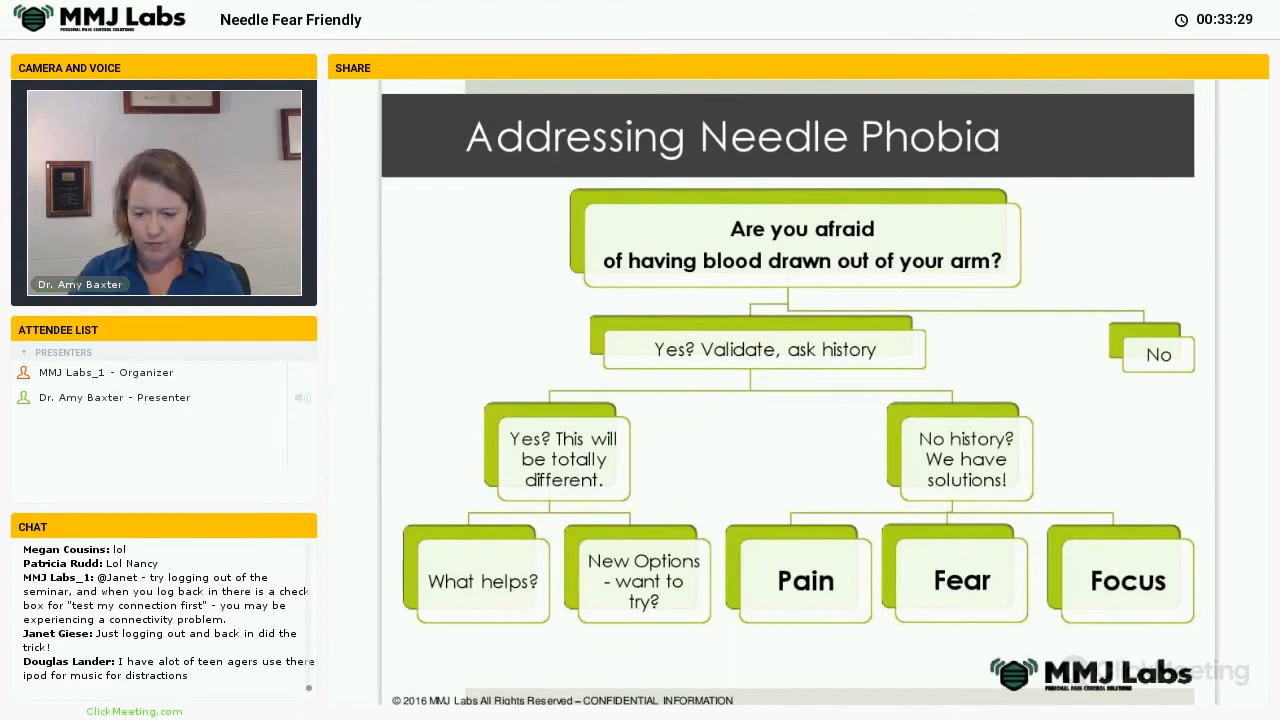 MMJ Labs
PERSONAL PAIN CONTROL SOLUTIONS
Needle Fear Friendly
00:33:29
CAMERA AND VOICE
Dr. Amy Baxter
ATTENDEE LIST
PRESENTERS
MMJ Labs_1 - Organizer
Dr. Amy Baxter - Presenter
CHAT
Megan Cousins: lol
Patricia Rudd: Lol Nancy
MMJ Labs_1: @Janet - try logging out of the
seminar, and when you log back in there is a check
box for "test my connection first" - you may be
experiencing a connectivity problem.
Janet Giese: Just logging out and back in did the
trick!
Douglas Lander: I have alot of teen agers use there
ipod for music for distractions
ClickMeeting.com
SHARE
Addressing Needle Phobia
Are you afraid
of having blood drawn out of your arm?
Yes? Validate, ask history
No
Yes? This will
be totally
different.
No history?
We have
solutions!
What helps?
New Options
- want to
try?
Pain
Fear
Focus
MMJ Labs
PERSONAL PAIN CONTROL SOLUTIONS
ClickMeeting
© 2016 MMJ Labs All Rights Reserved – CONFIDENTIAL INFORMATION